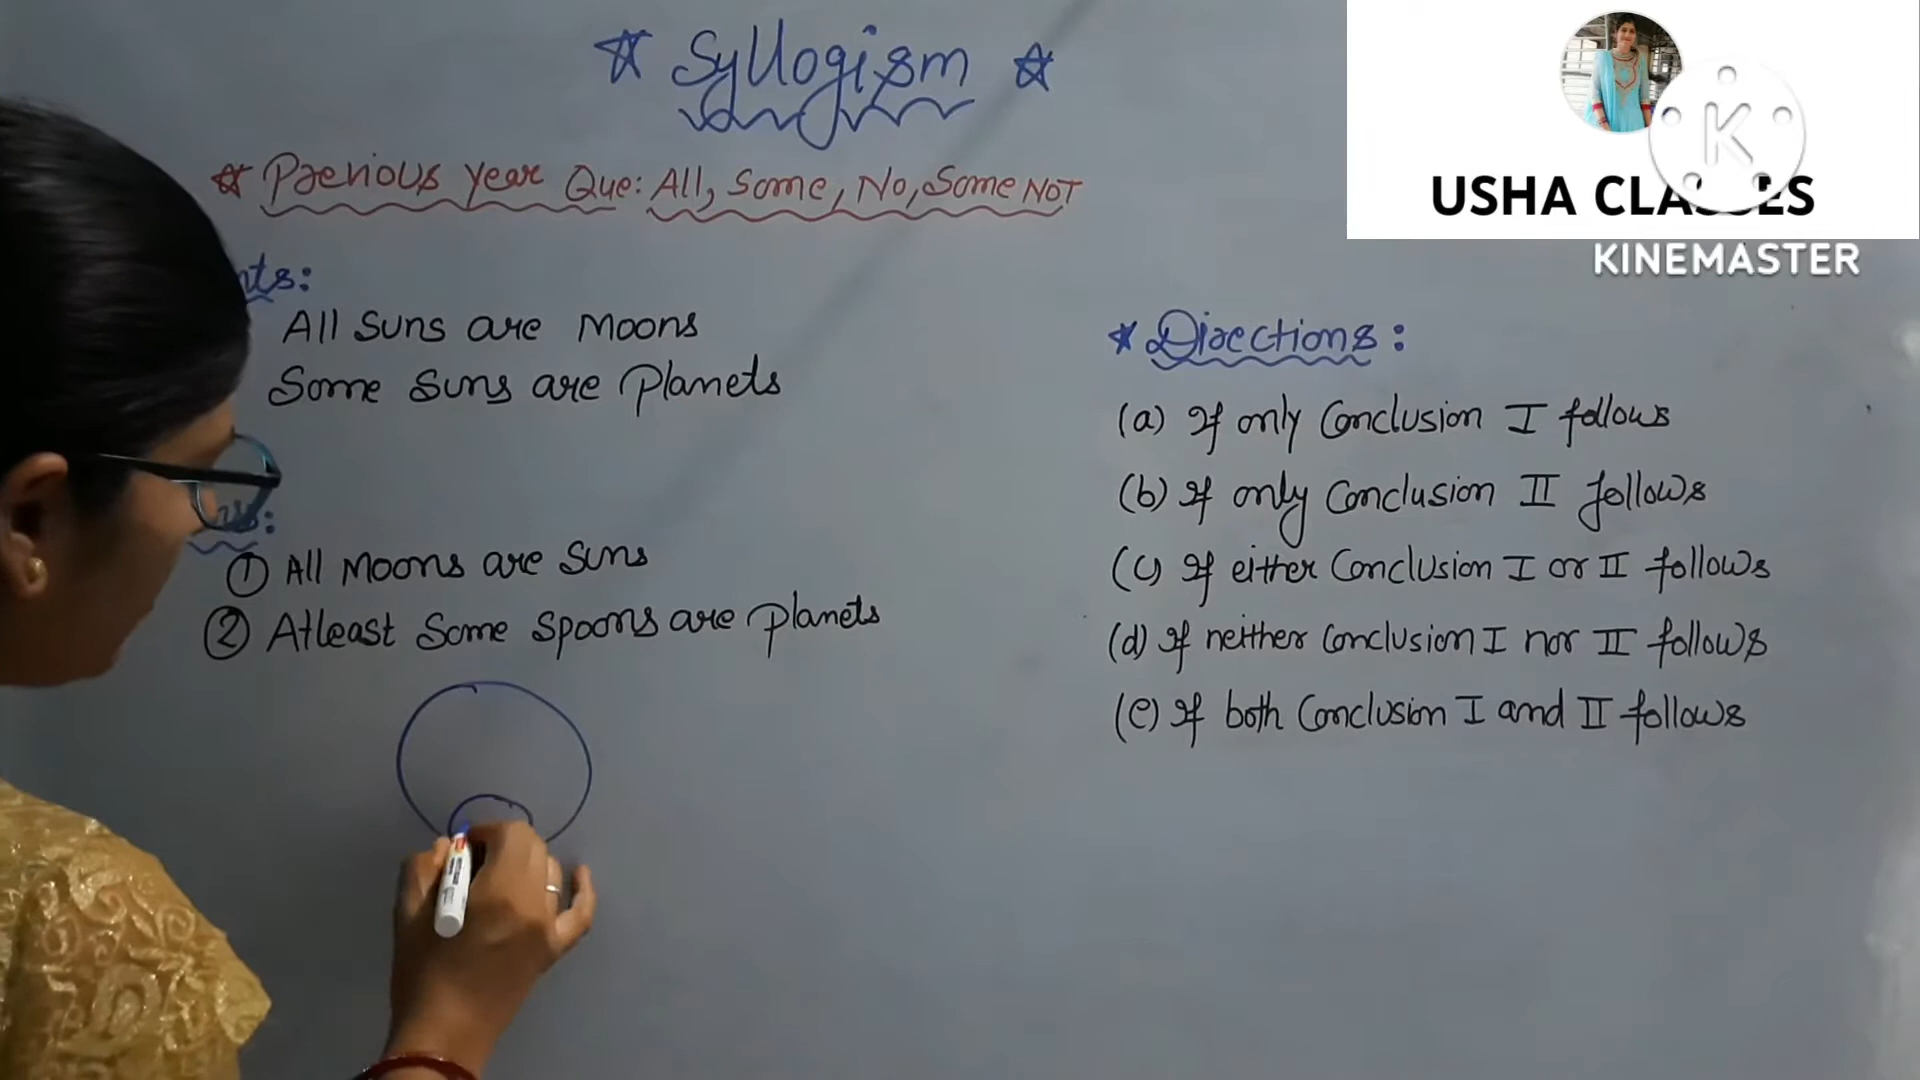 Syllogism
Previous Year Que: All, Some, No, Some NOT
nts:
All Suns are Moons
Some Suns are Planets
ns:
① All Moons are Suns
② Atleast Some Spoons are Planets
Directions:
(a) If only Conclusion I follows
(b) If only Conclusion II follows
(c) If either Conclusion I or II follows
(d) If neither Conclusion I nor II follows
(e) If both Conclusion I and II follows
K
USHA CLASSES
KINEMASTER